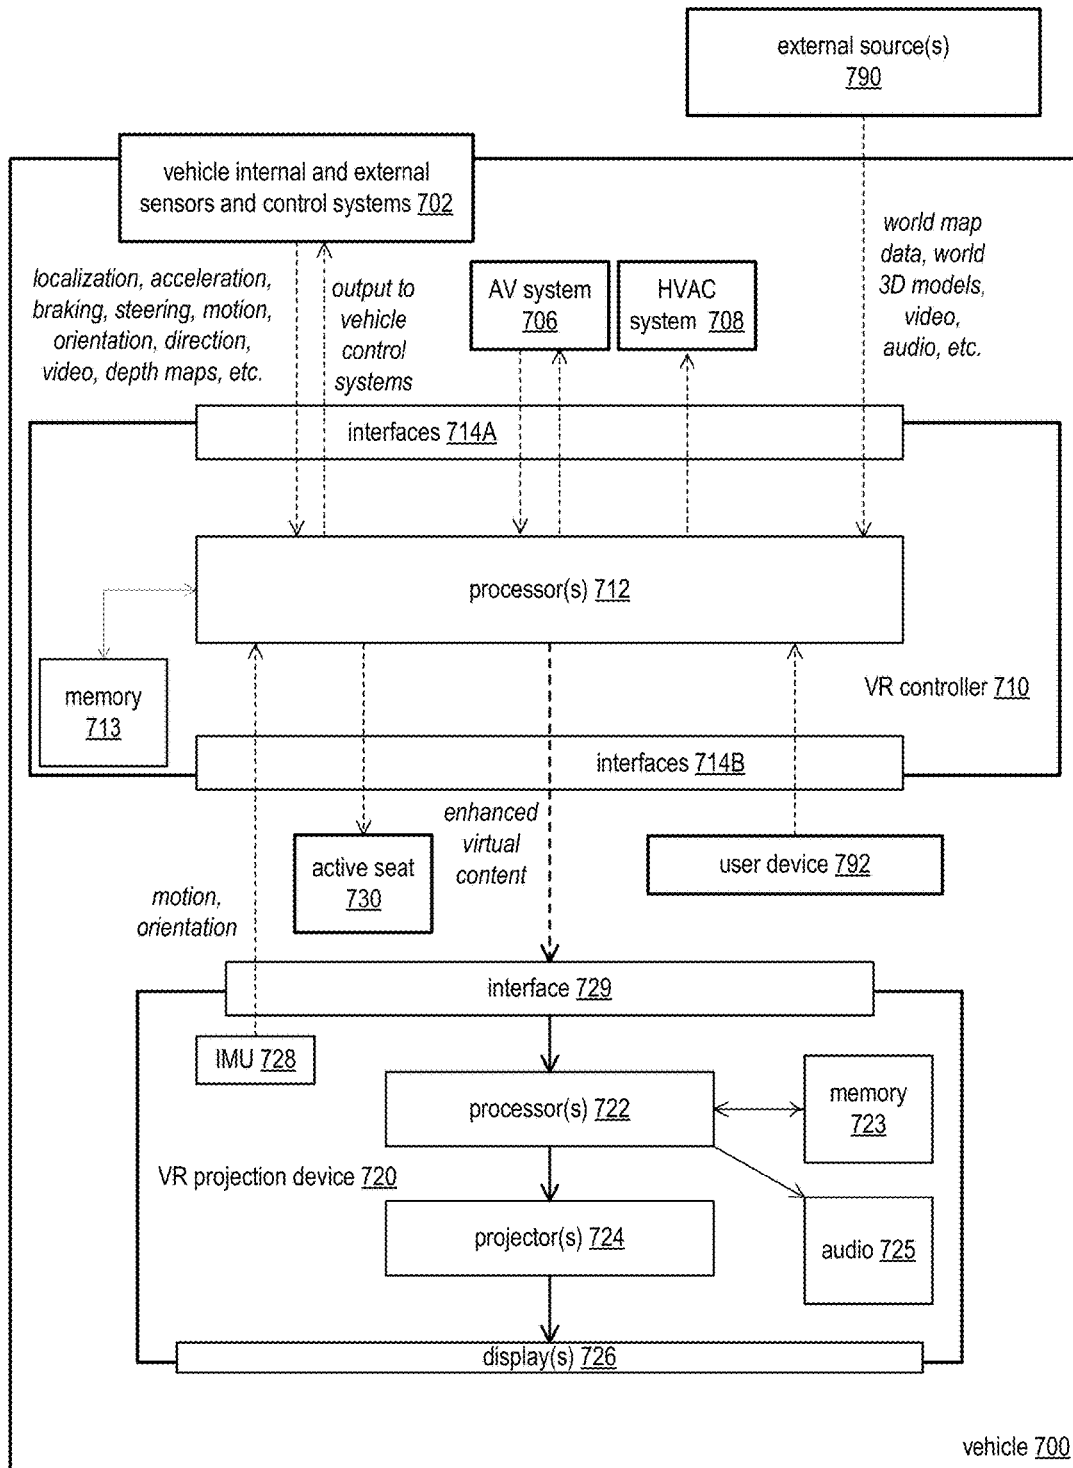 external source(s)
790
vehicle internal and external
sensors and control systems 702
localization, acceleration,
braking, steering, motion,
orientation, direction,
video, depth maps, etc.
output to
vehicle
control
systems
AV system
706
HVAC
system 708
world map
data, world
3D models,
video,
audio, etc.
interfaces 714A
processor(s) 712
memory
713
VR controller 710
interfaces 714B
enhanced
virtual
content
active seat
730
user device 792
motion,
orientation
interface 729
IMU 728
processor(s) 722
memory
723
VR projection device 720
projector(s) 724
audio 725
display(s) 726
vehicle 700